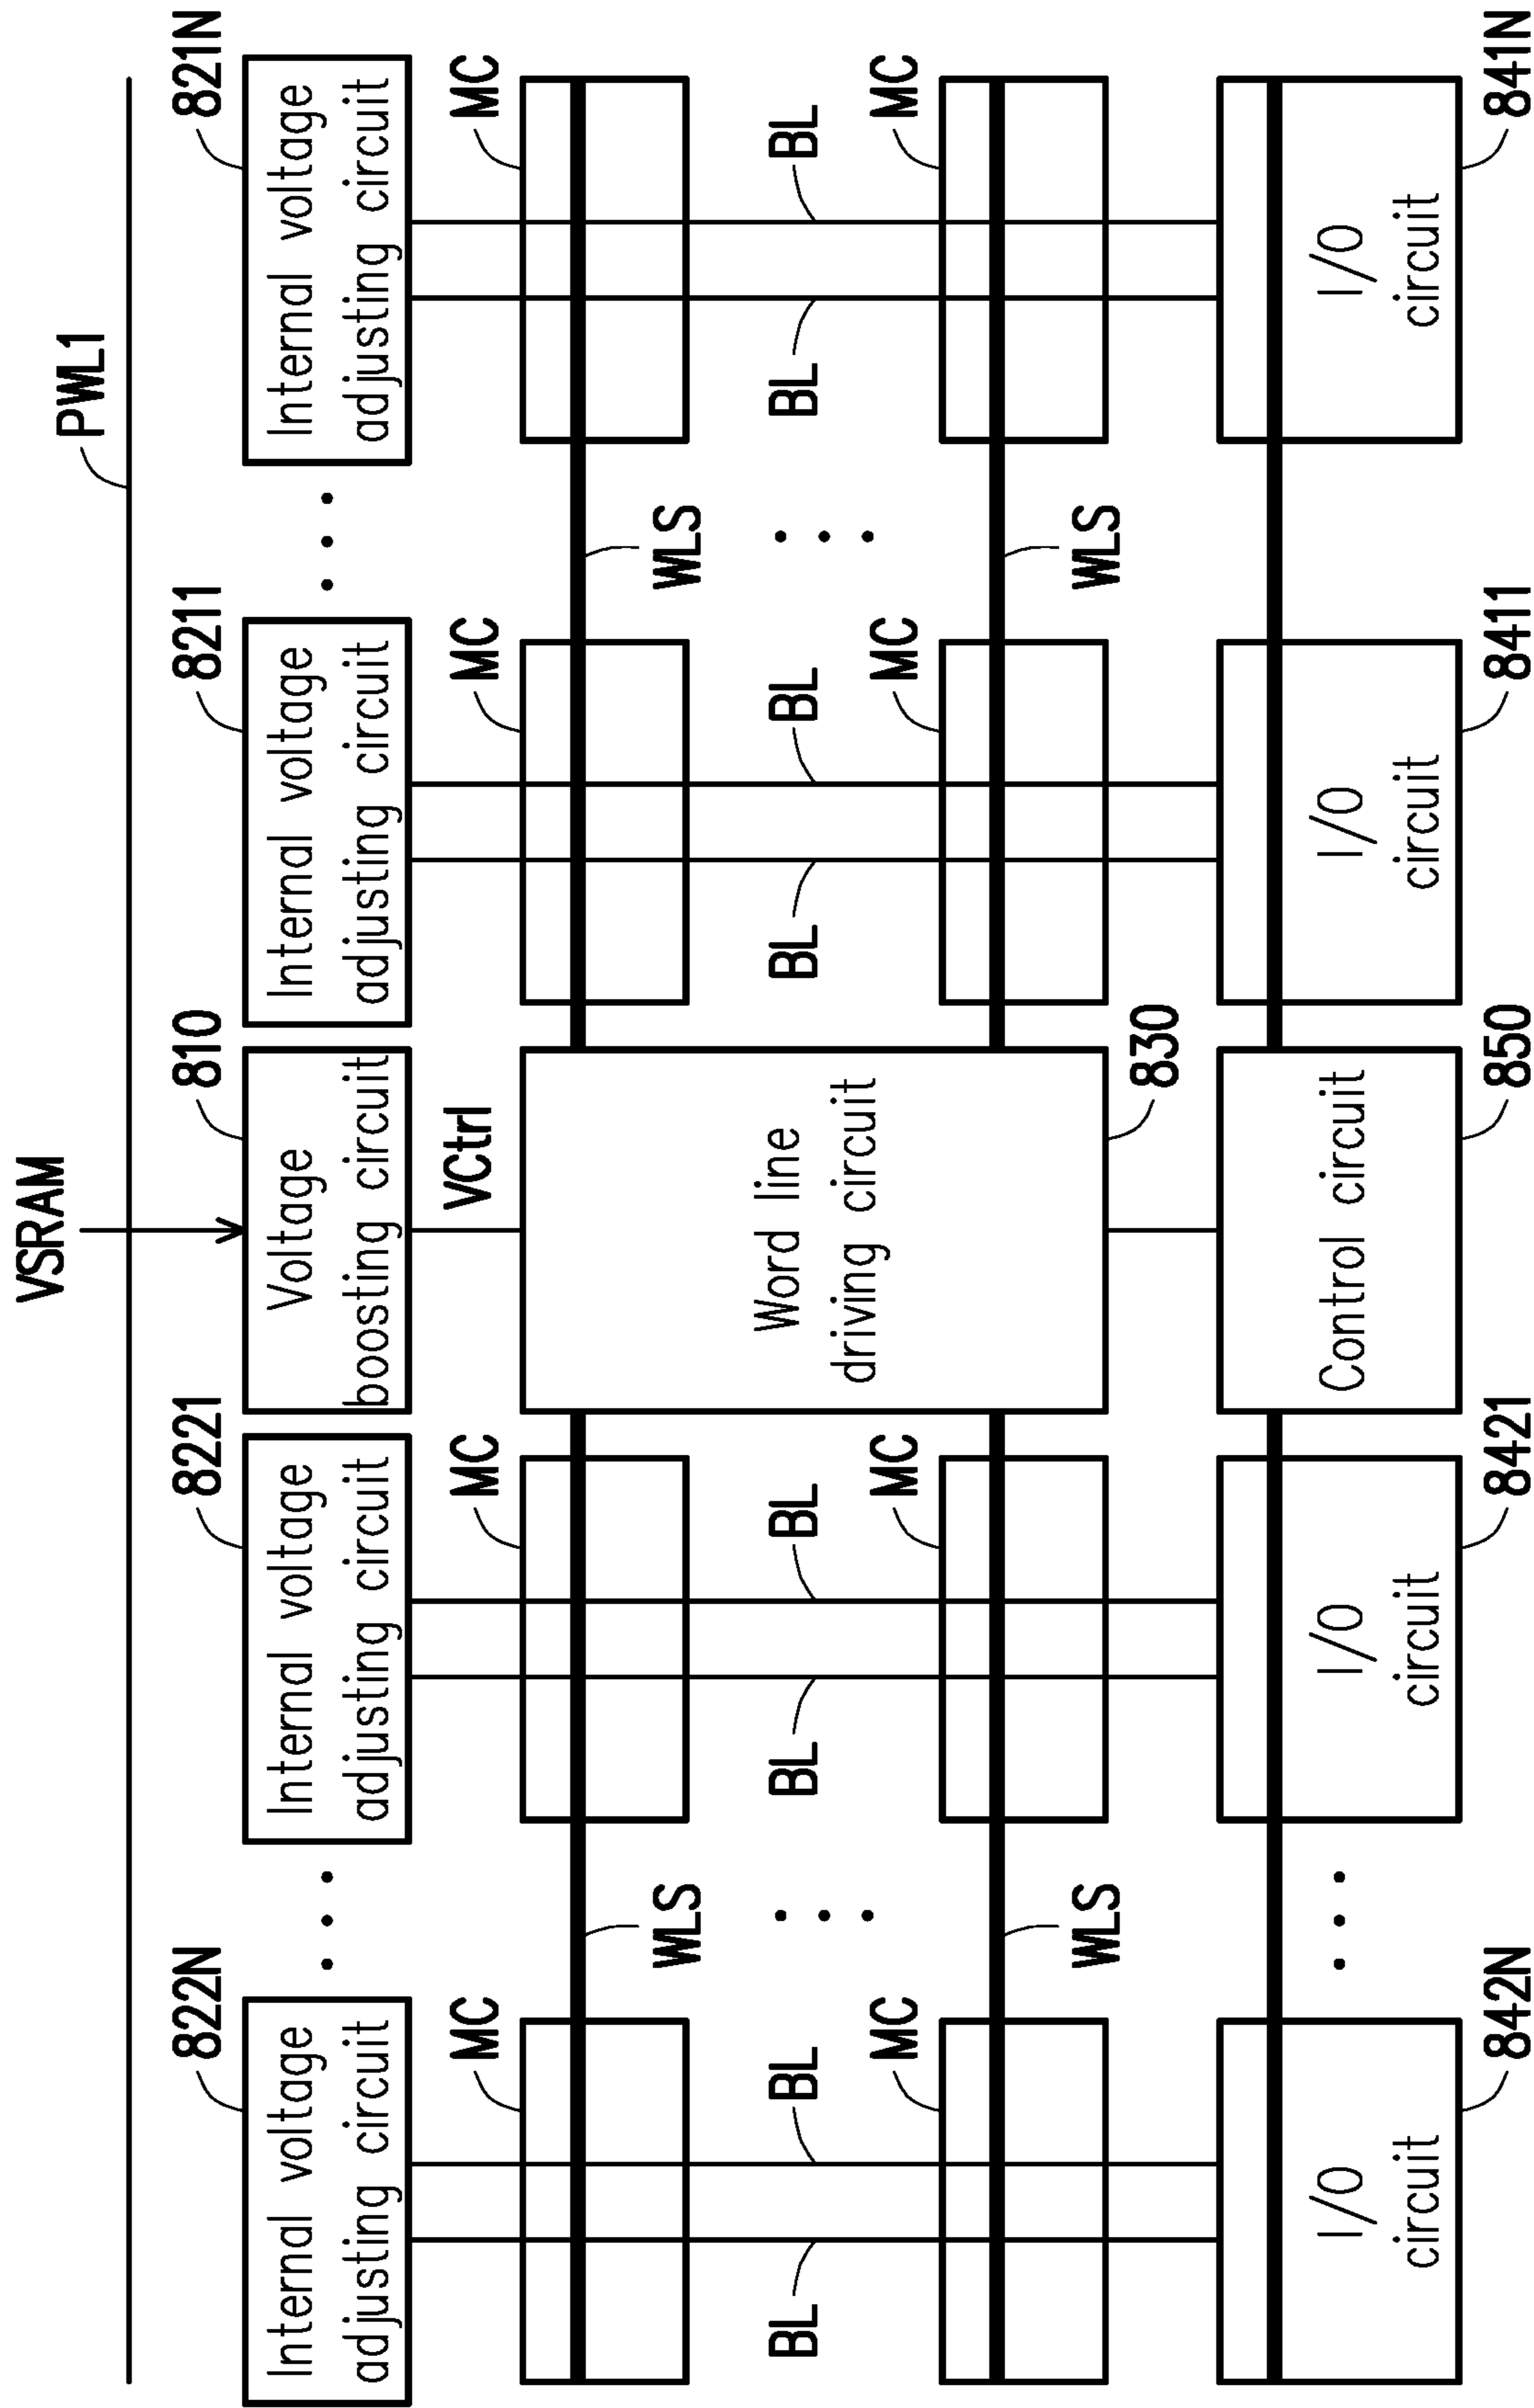 VSRAM
PWL1
822N
8221
810
8211
821N
Internal voltage
adjusting circuit
Internal voltage
adjusting circuit
Voltage
boosting circuit
Internal voltage
adjusting circuit
Internal voltage
adjusting circuit
MC
MC
VCtrl
MC
MC
WLS
WLS
BL
BL
BL
BL
Word line
driving circuit
BL
BL
BL
BL
MC
MC
MC
MC
WLS
WLS
830
I/O
circuit
I/O
circuit
Control circuit
I/O
circuit
I/O
circuit
842N
8421
850
8411
841N